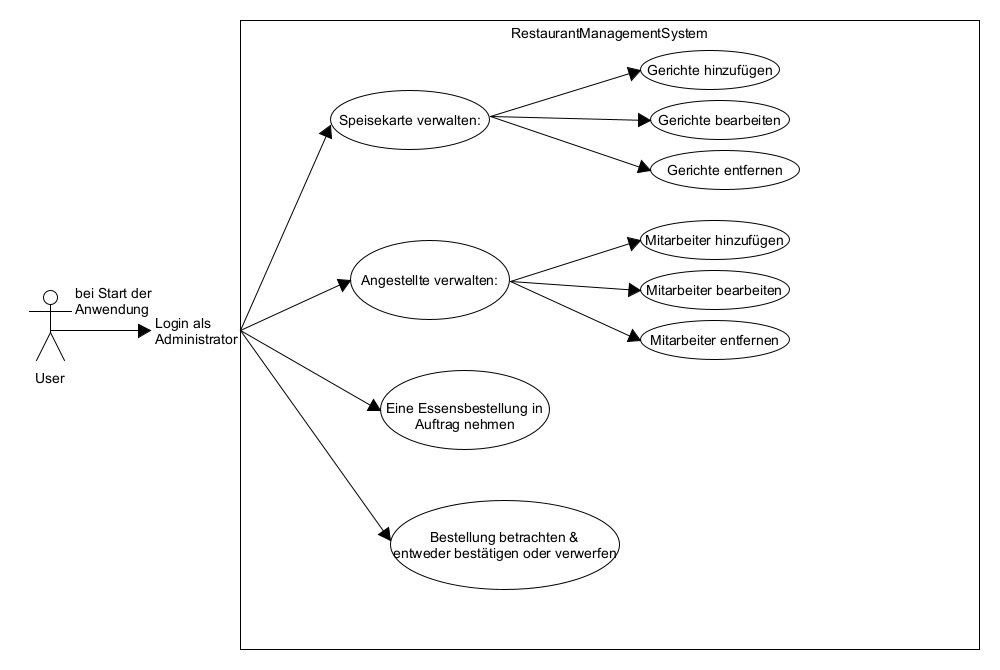 RestaurantManagementSystem
Gerichte hinzufügen
Speisekarte verwalten:
Gerichte bearbeiten
Gerichte entfernen
Mitarbeiter hinzufügen
Angestellte verwalten:
Mitarbeiter bearbeiten
Mitarbeiter entfernen
bei Start der
Anwendung
Login als
Administrator
User
Eine Essensbestellung in
Auftrag nehmen
Bestellung betrachten &
entweder bestätigen oder verwerfen